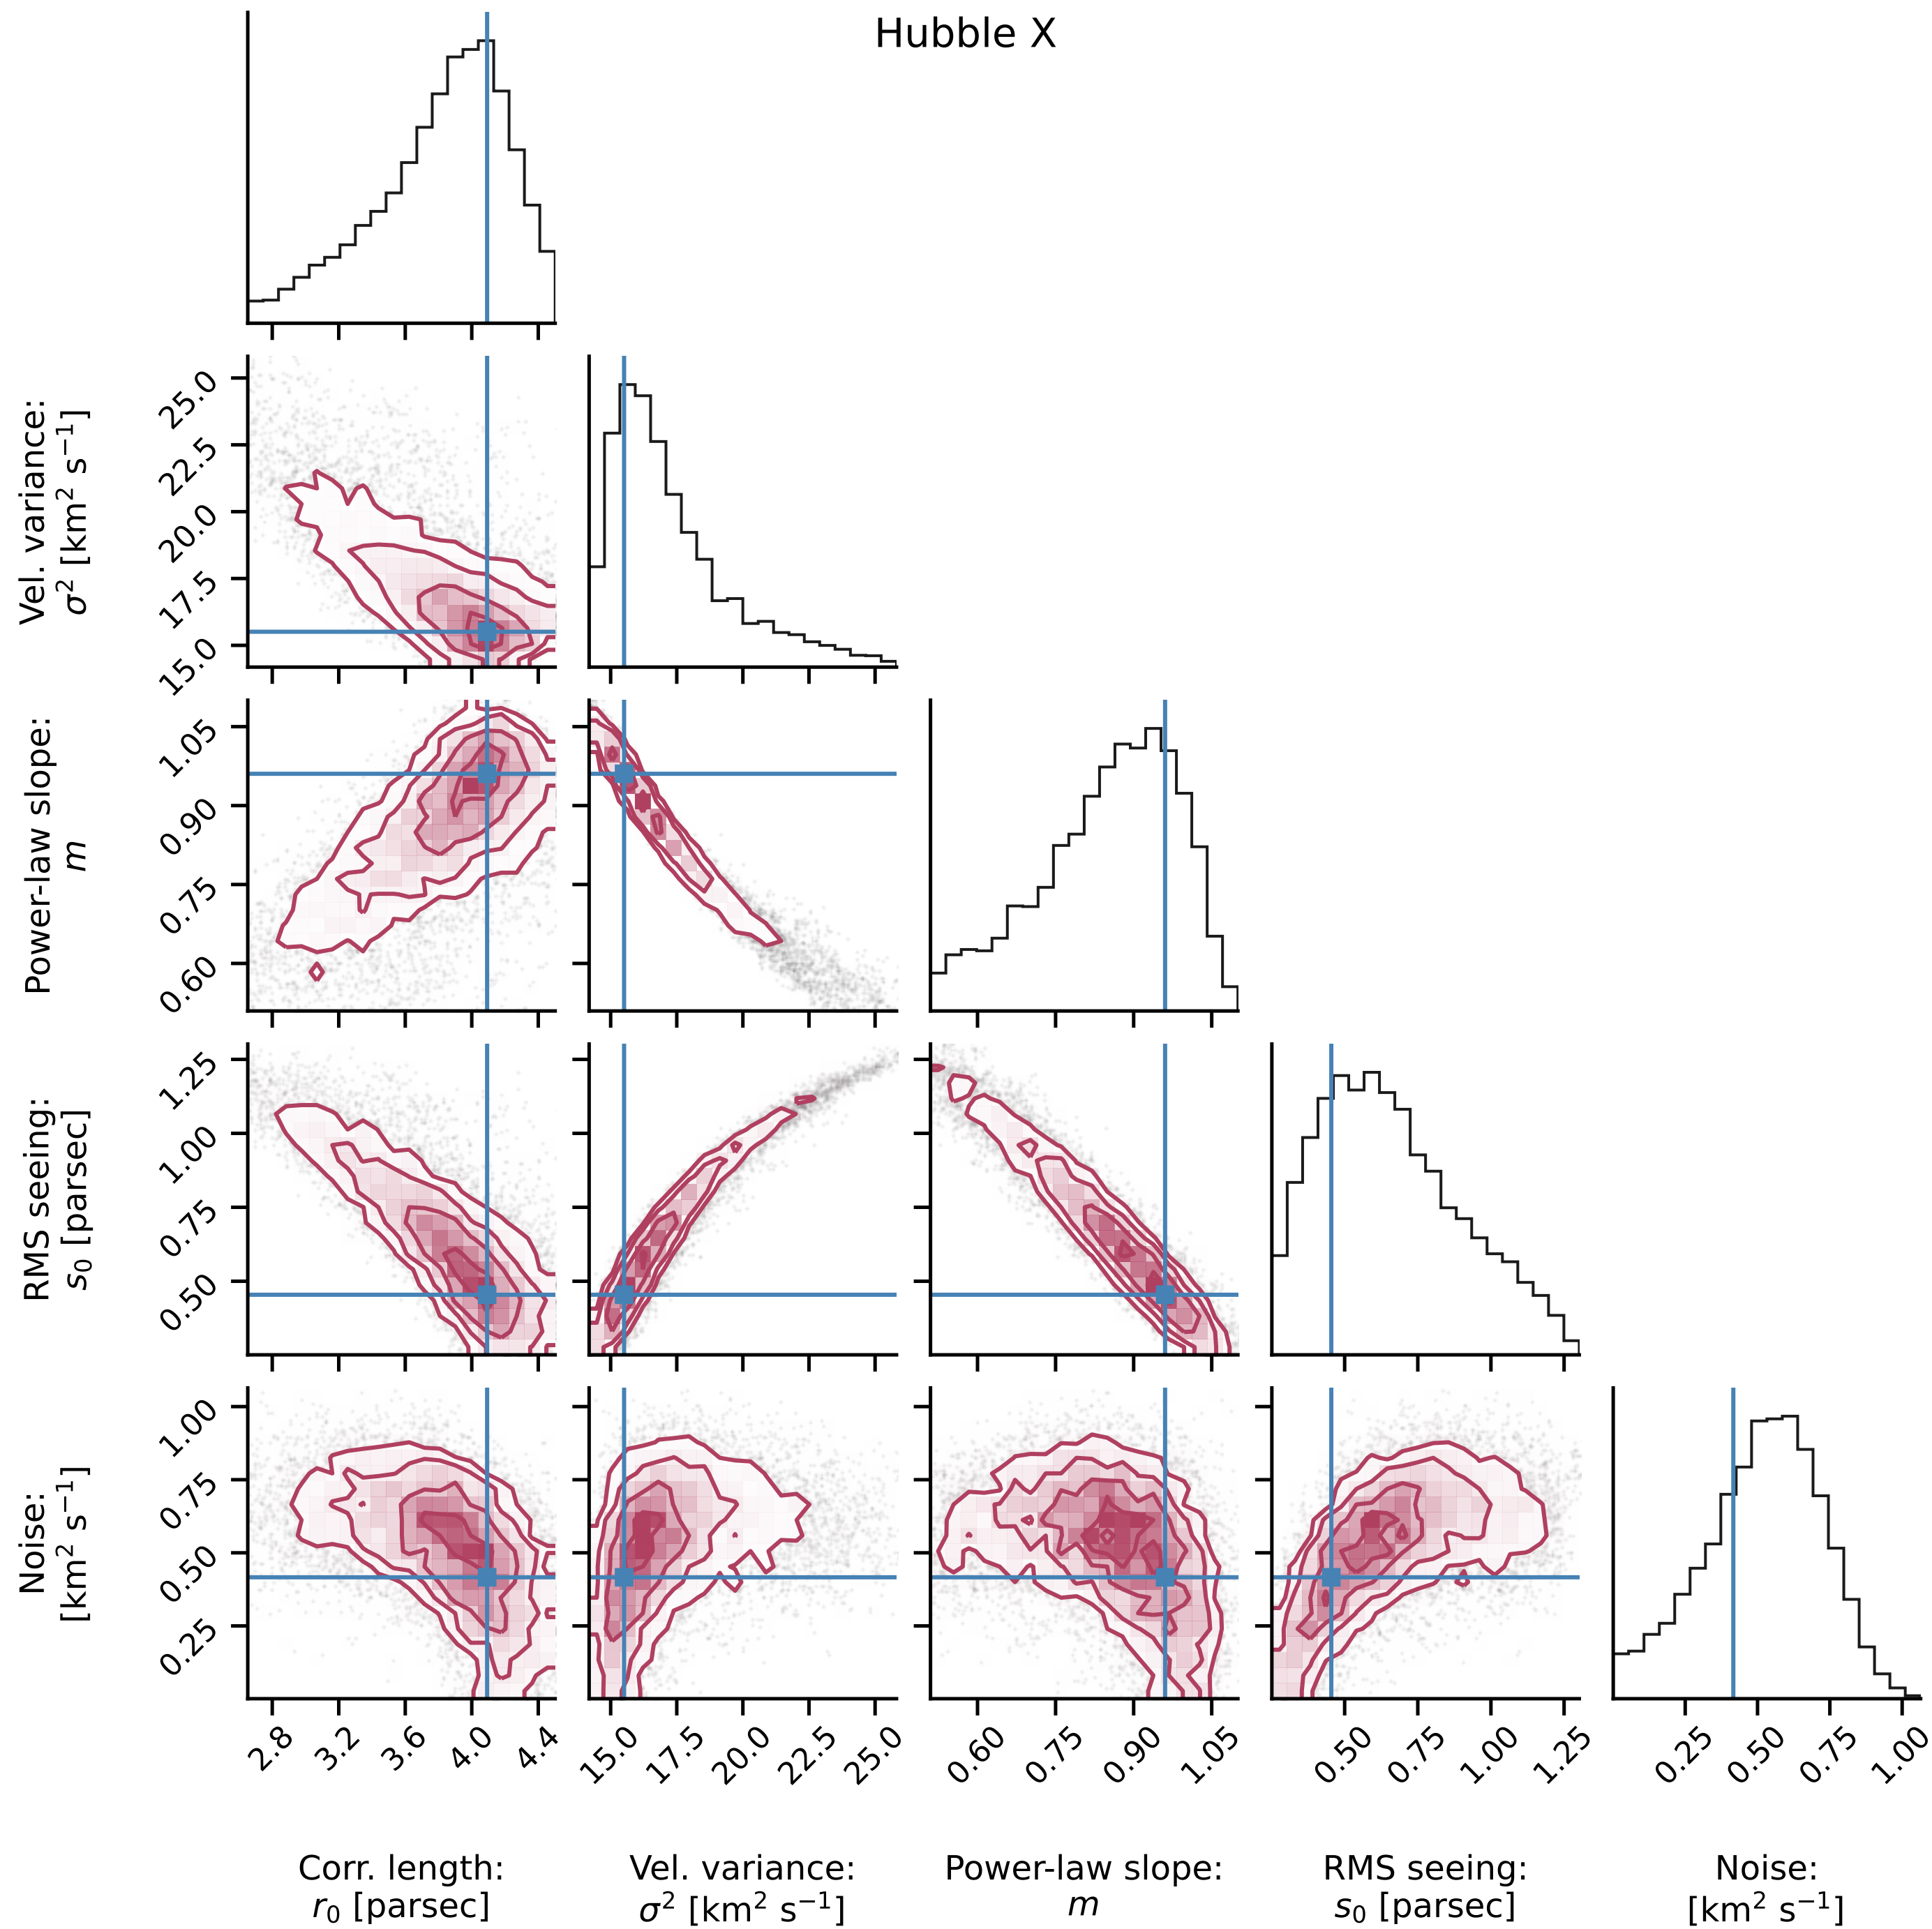 Hubble X
Vel. variance:
σ² [km² s⁻¹]
25.0
22.5
20.0
17.5
15.0
Power-law slope:
m
1.05
0.90
0.75
0.60
RMS seeing:
s₀ [parsec]
1.25
1.00
0.75
0.50
Noise:
[km² s⁻¹]
1.00
0.75
0.50
0.25
2.8 3.2 3.6 4.0 4.4
15.0 17.5 20.0 22.5 25.0
0.60 0.75 0.90 1.05
0.50 0.75 1.00 1.25
0.25 0.50 0.75 1.00
Corr. length:
r₀ [parsec]
Vel. variance:
σ² [km² s⁻¹]
Power-law slope:
m
RMS seeing:
s₀ [parsec]
Noise:
[km² s⁻¹]